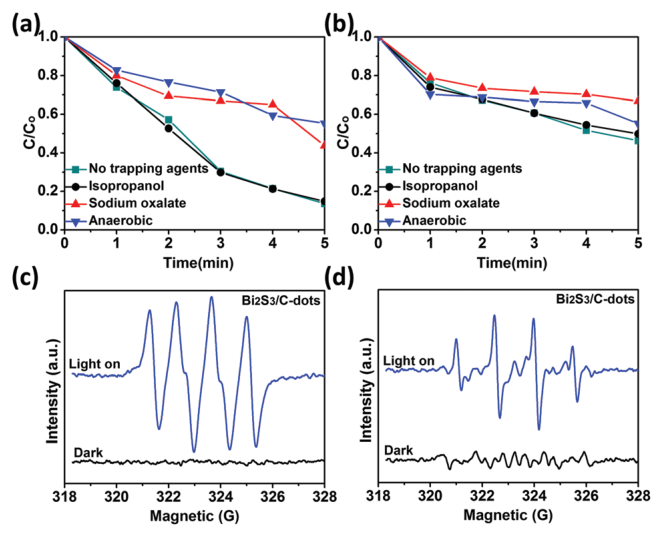 (a)
C/Co
1.0
0.8
0.6
0.4
0.2
0.0
No trapping agents
Isopropanol
Sodium oxalate
Anaerobic
0 1 2 3 4 5
Time(min)
(b)
C/Co
1.0
0.8
0.6
0.4
0.2
0.0
No trapping agents
Isopropanol
Sodium oxalate
Anaerobic
0 1 2 3 4 5
Time(min)
(c)
Intensity (a.u.)
Bi2S3/C-dots
Light on
Dark
318 320 322 324 326 328
Magnetic (G)
(d)
Intensity (a.u.)
Bi2S3/C-dots
Light on
Dark
318 320 322 324 326 328
Magnetic (G)